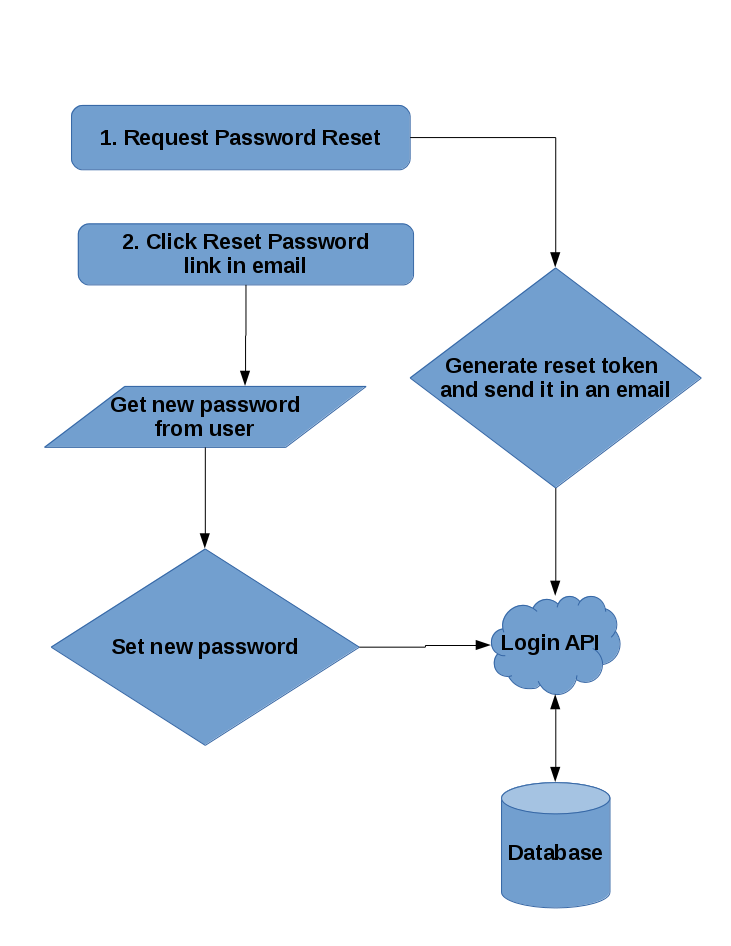 1. Request Password Reset
2. Click Reset Password
link in email
Generate reset token
and send it in an email
Get new password
from user
Set new password
Login API
Database